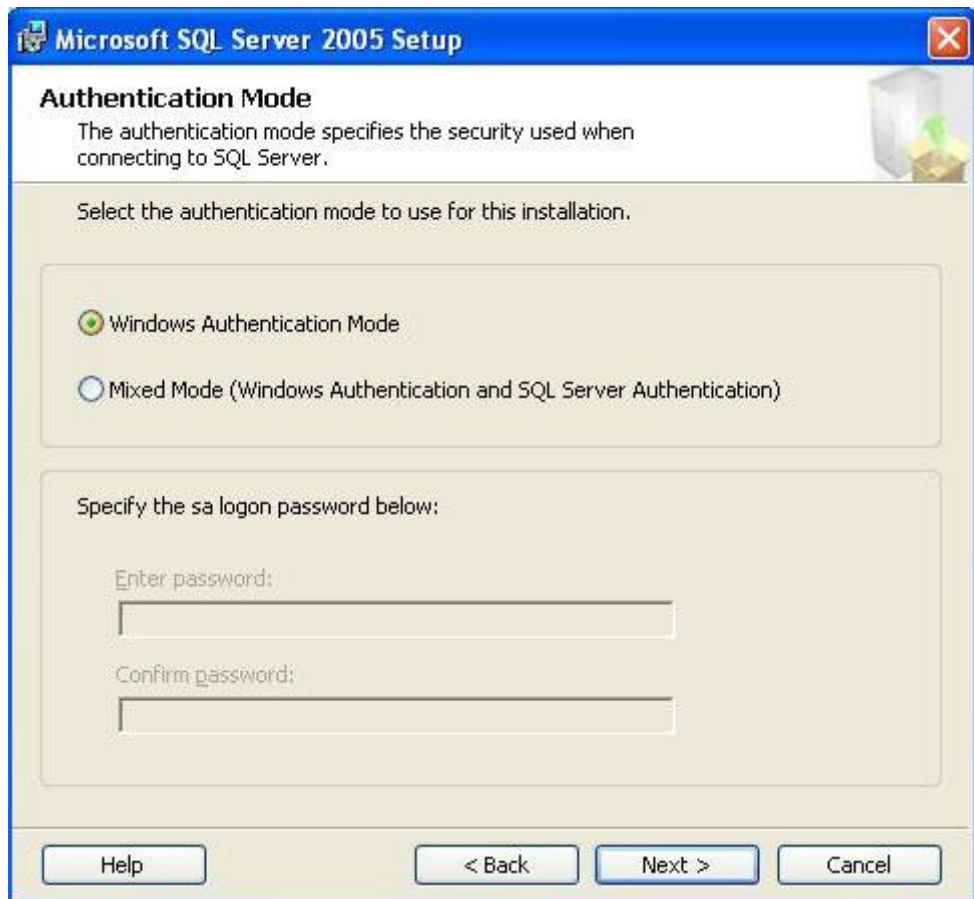 Microsoft SQL Server 2005 Setup
Authentication Mode
The authentication mode specifies the security used when
connecting to SQL Server.
Select the authentication mode to use for this installation.
Windows Authentication Mode
Mixed Mode (Windows Authentication and SQL Server Authentication)
Specify the sa logon password below:
Enter password:
Confirm password:
Help
< Back
Next >
Cancel